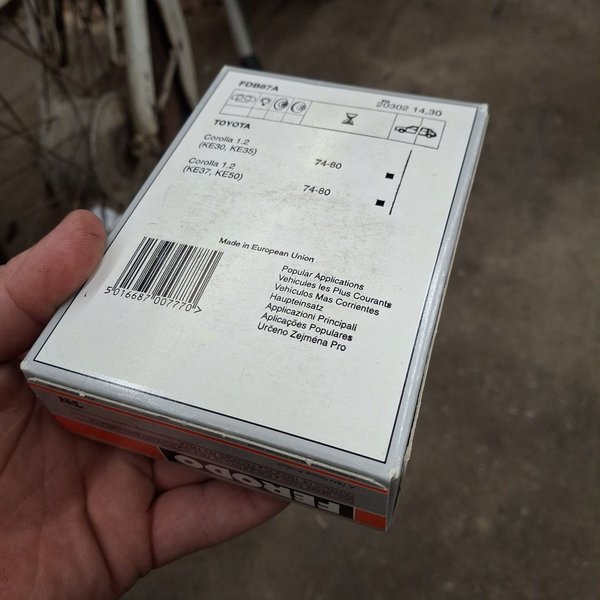 FDB87A
20302 14,30
TOYOTA
Corolla 1.2
(KE30, KE35)
74-80
Corolla 1.2
(KE37, KE50)
74-80
Made in European Union
Popular Applications
Vehicules les Plus Courants
Vehiculos Mas Corrientes
Haupteinsatz
Applicazioni Principali
Aplicações Populares
Určeno Zejména Pro
5 016687 007770
FERODO